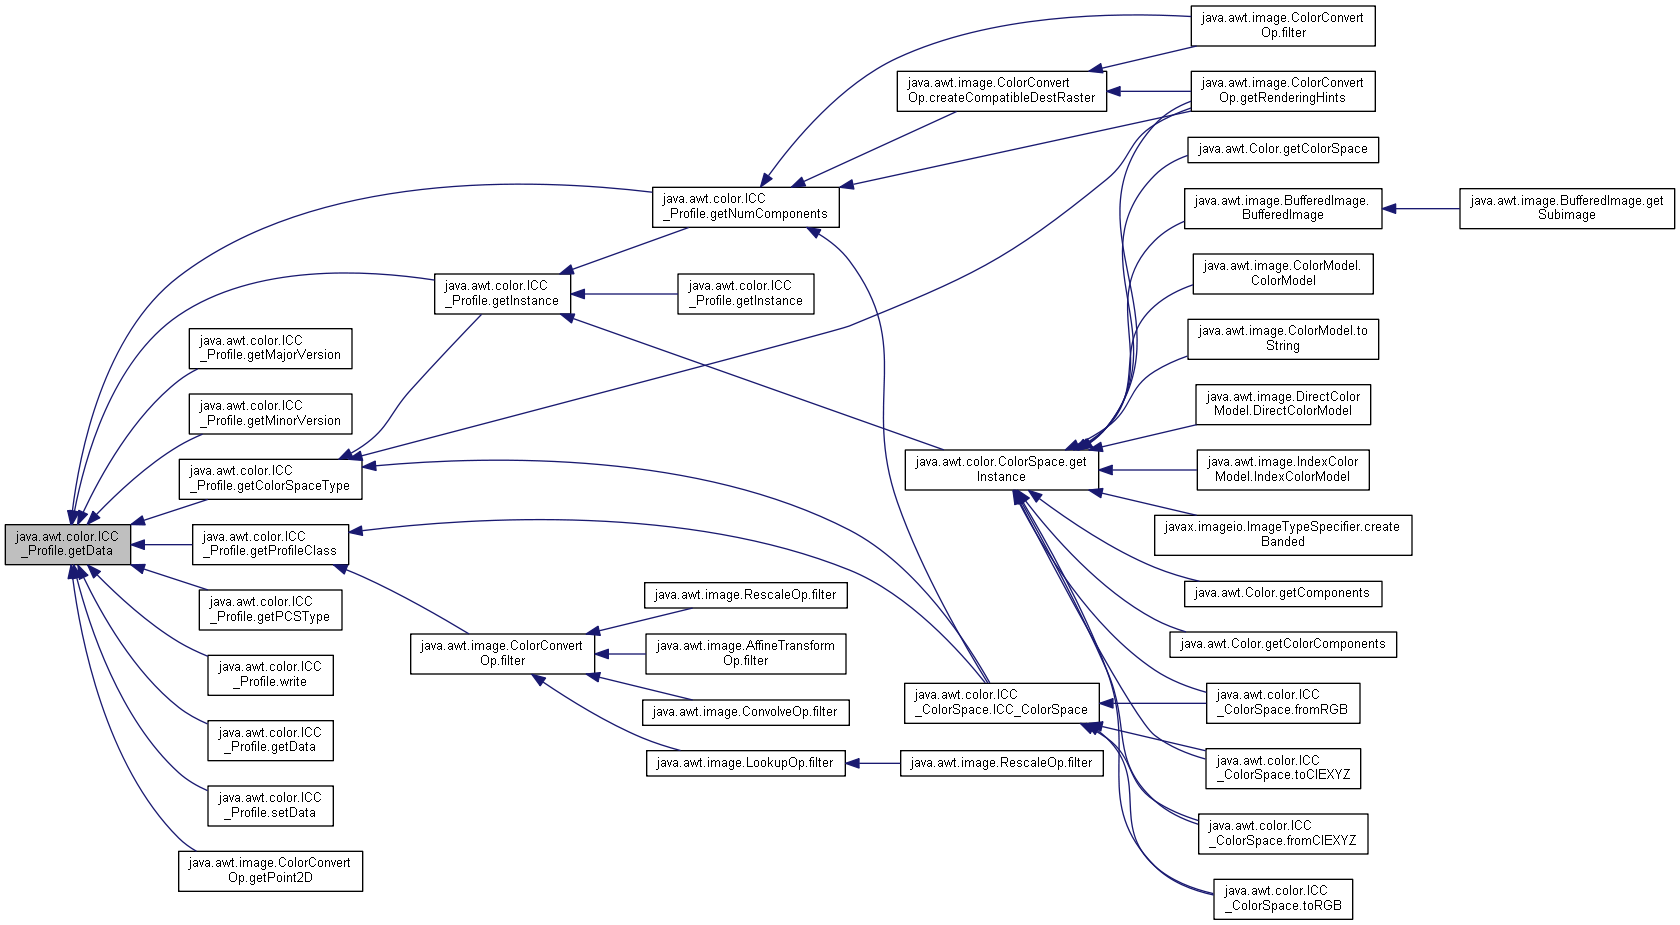 java.awt.color.ICC
_Profile.getData
java.awt.color.ICC
_Profile.getNumComponents
java.awt.color.ICC
_Profile.getInstance
java.awt.color.ICC
_Profile.getMajorVersion
java.awt.color.ICC
_Profile.getMinorVersion
java.awt.color.ICC
_Profile.getColorSpaceType
java.awt.color.ICC
_Profile.getProfileClass
java.awt.color.ICC
_Profile.getPCSType
java.awt.color.ICC
_Profile.write
java.awt.color.ICC
_Profile.getData
java.awt.color.ICC
_Profile.setData
java.awt.image.ColorConvert
Op.getPoint2D
java.awt.color.ICC
_Profile.getInstance
java.awt.image.ColorConvert
Op.filter
java.awt.image.RescaleOp.filter
java.awt.image.AffineTransform
Op.filter
java.awt.image.ConvolveOp.filter
java.awt.image.LookupOp.filter
java.awt.image.RescaleOp.filter
java.awt.image.ColorConvert
Op.createCompatibleDestRaster
java.awt.color.ColorSpace.get
Instance
java.awt.color.ICC
_ColorSpace.ICC_ColorSpace
java.awt.image.ColorConvert
Op.filter
java.awt.image.ColorConvert
Op.getRenderingHints
java.awt.Color.getColorSpace
java.awt.image.BufferedImage.
BufferedImage
java.awt.image.BufferedImage.get
Subimage
java.awt.image.ColorModel.
ColorModel
java.awt.image.ColorModel.to
String
java.awt.image.DirectColor
Model.DirectColorModel
java.awt.image.IndexColor
Model.IndexColorModel
javax.imageio.ImageTypeSpecifier.create
Banded
java.awt.Color.getComponents
java.awt.Color.getColorComponents
java.awt.color.ICC
_ColorSpace.fromRGB
java.awt.color.ICC
_ColorSpace.toCIEXYZ
java.awt.color.ICC
_ColorSpace.fromCIEXYZ
java.awt.color.ICC
_ColorSpace.toRGB